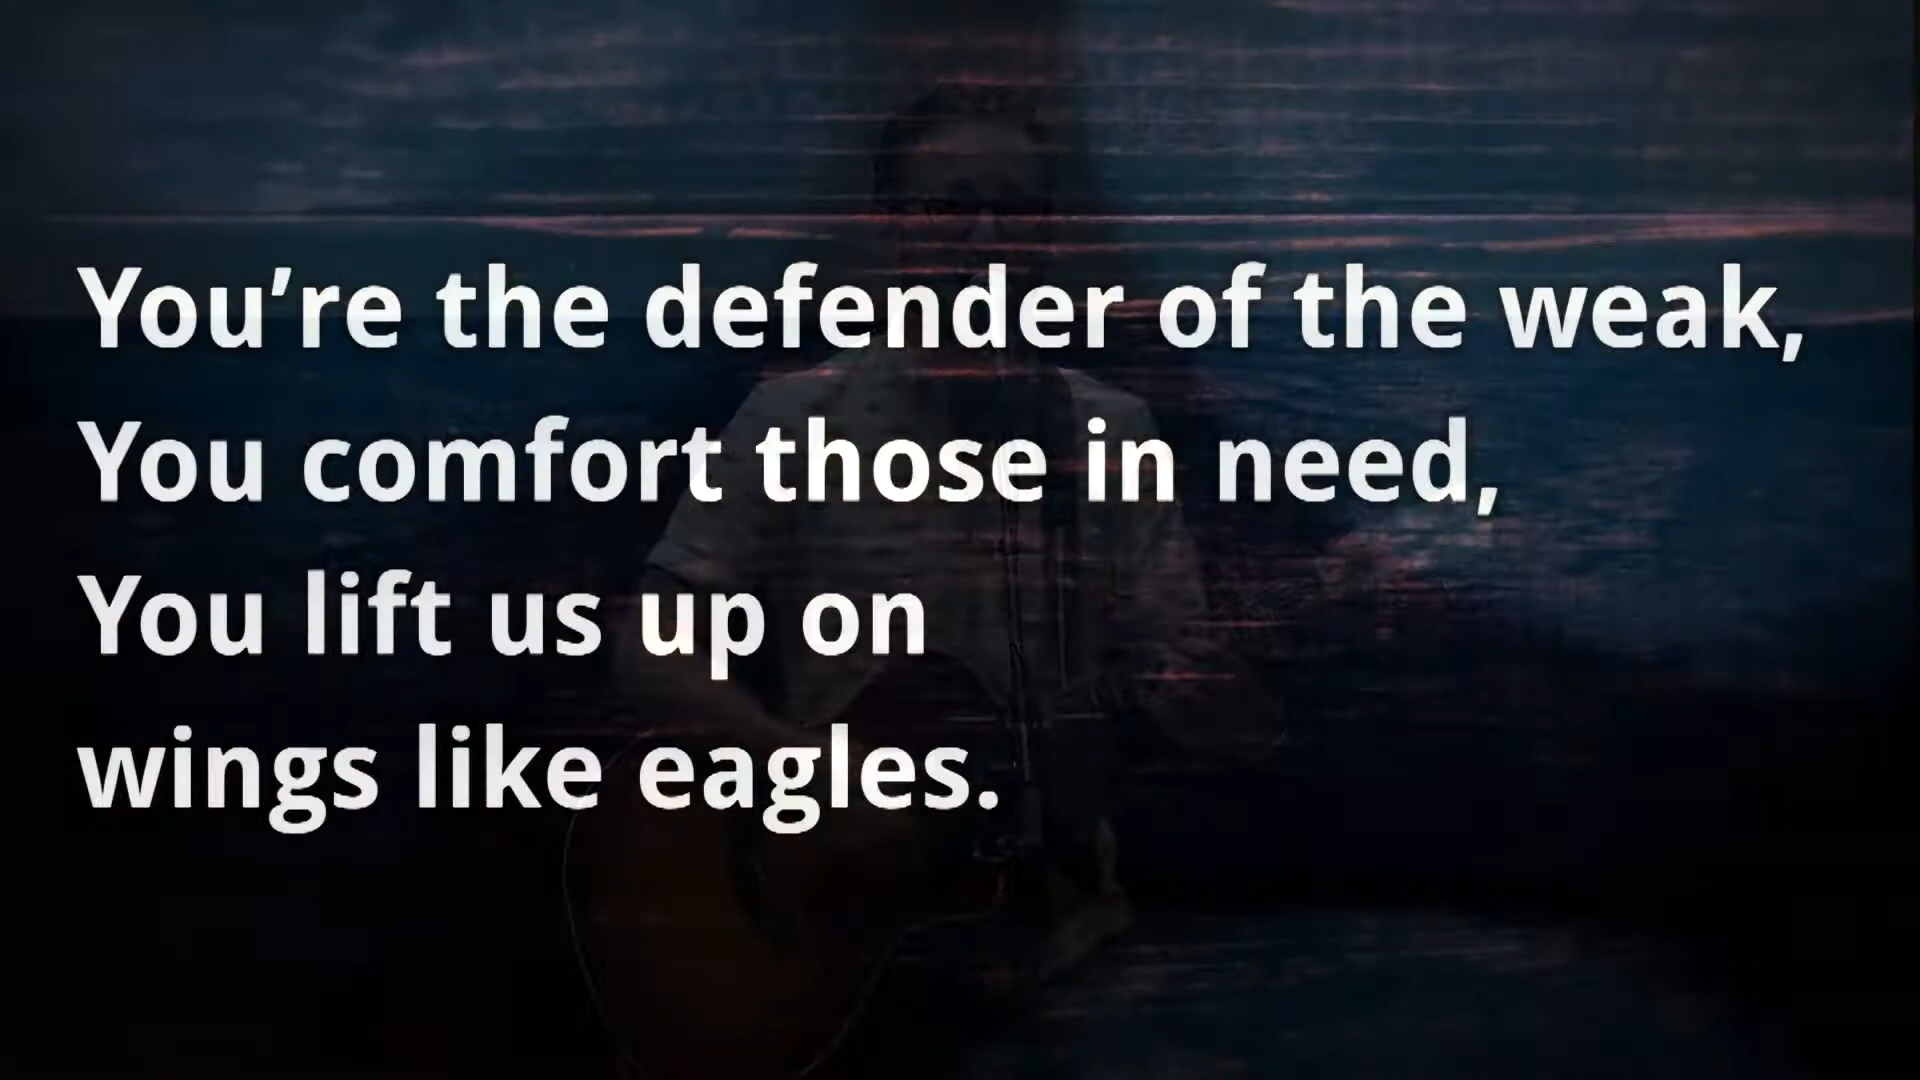 You’re the defender of the weak,
You comfort those in need,
You lift us up on
wings like eagles.